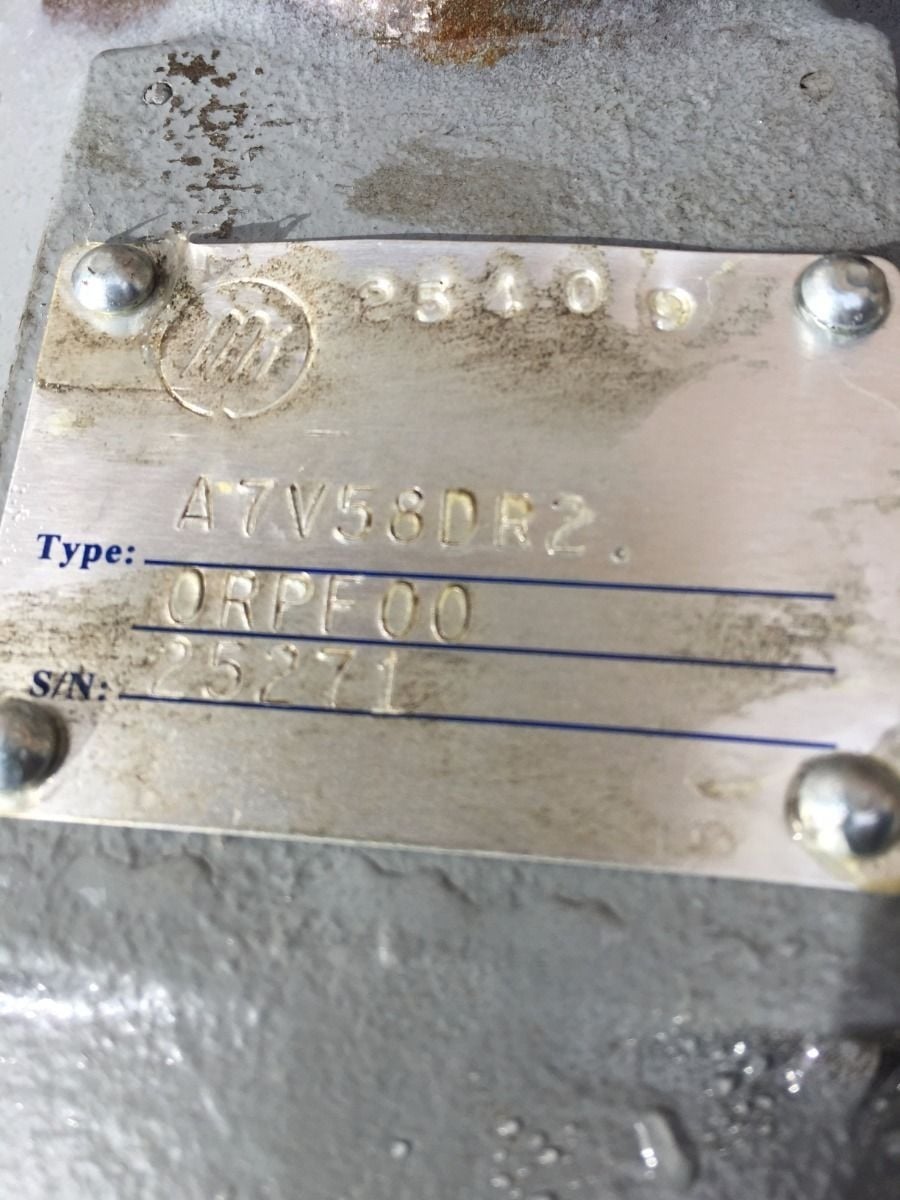 25109
A7V58DR2.
Type:
0RPF00
S/N: 25271